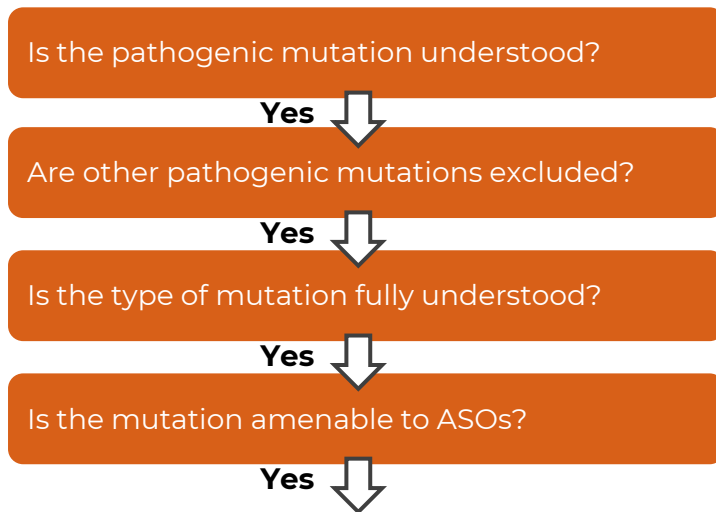 Is the pathogenic mutation understood?
Yes
Are other pathogenic mutations excluded?
Yes
Is the type of mutation fully understood?
Yes
Is the mutation amenable to ASOs?
Yes